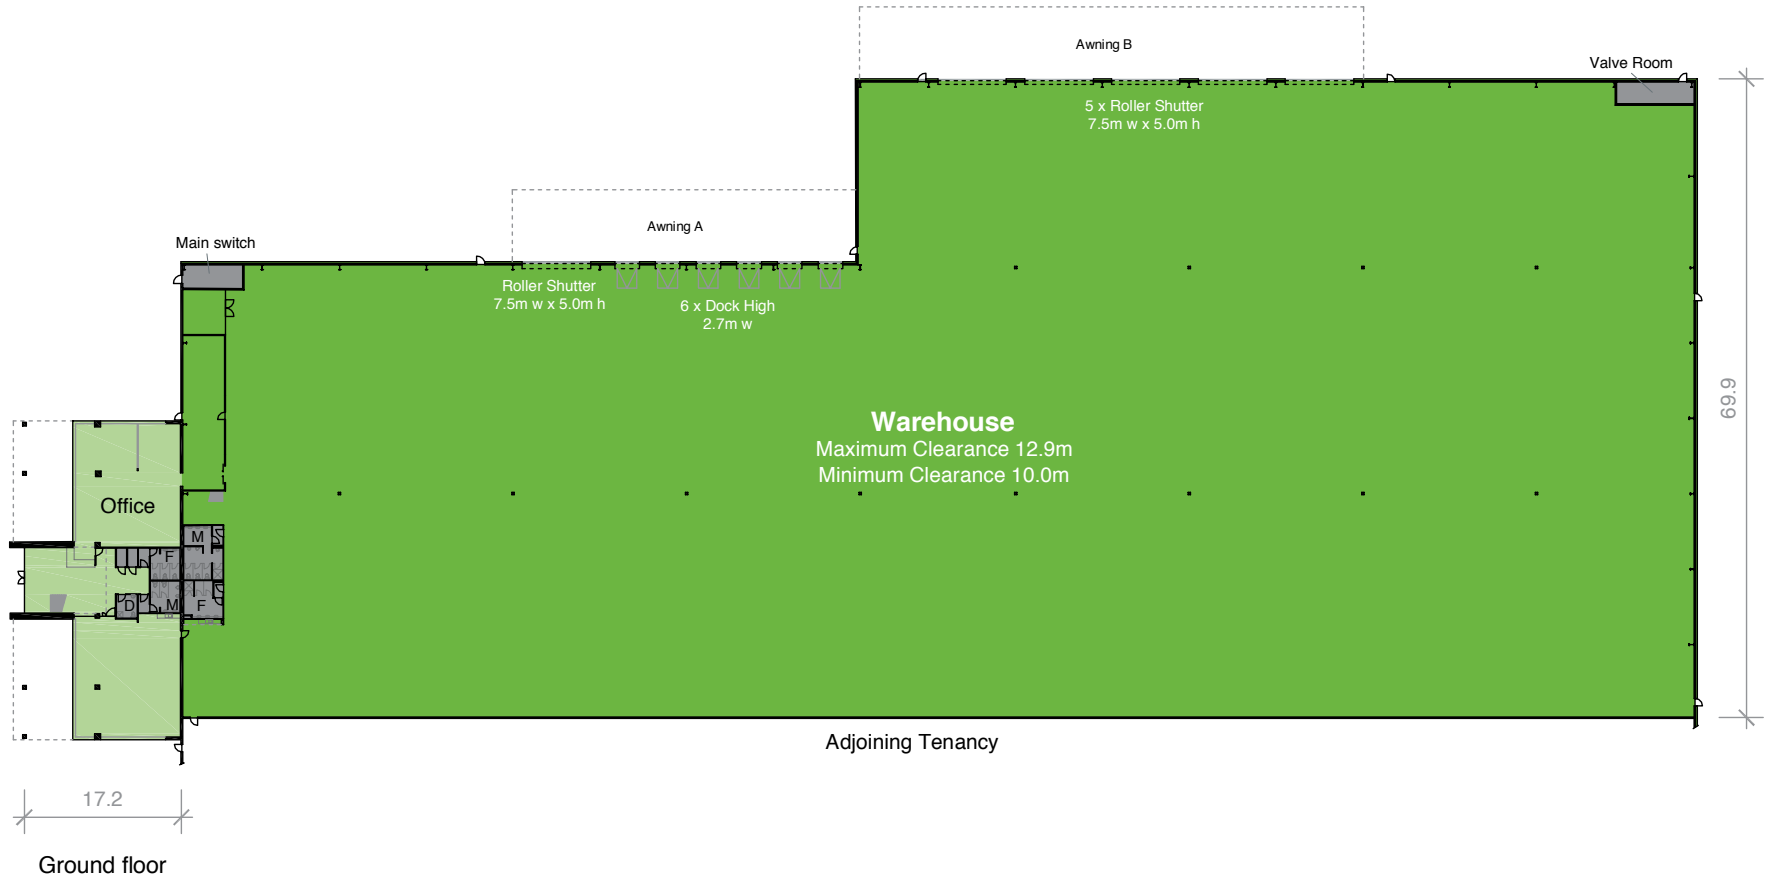 Awning B
Valve Room
5 x Roller Shutter
7.5m w x 5.0m h
Awning A
Main switch
Roller Shutter
7.5m w x 5.0m h
6 x Dock High
2.7m w
69.9
Warehouse
Maximum Clearance 12.9m
Minimum Clearance 10.0m
Office
M
F
D
M
F
Adjoining Tenancy
17.2
Ground floor